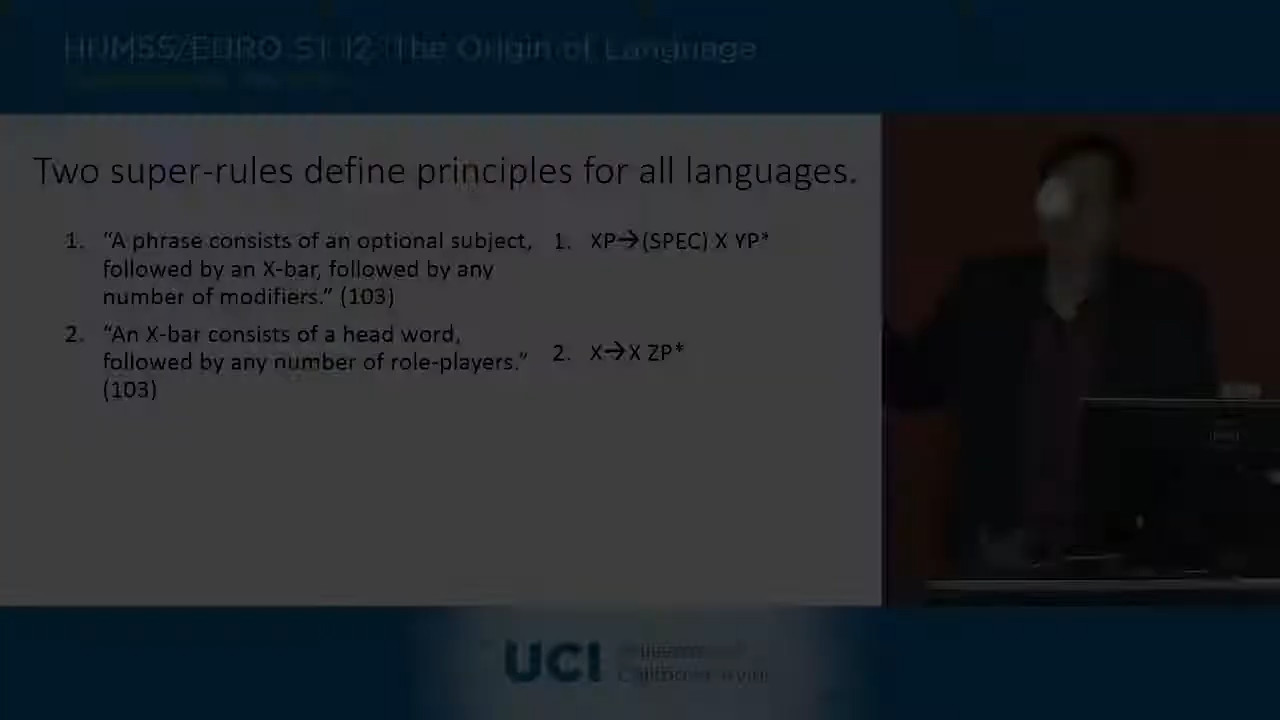 HUMSS/EURO ST 12: The Origin of Language
Two super-rules define principles for all languages.
1. “A phrase consists of an optional subject,
followed by an X-bar, followed by any
number of modifiers.” (103)
2. “An X-bar consists of a head word,
followed by any number of role-players.”
(103)
1. XP→(SPEC) X YP*
2. X→X ZP*
UCI